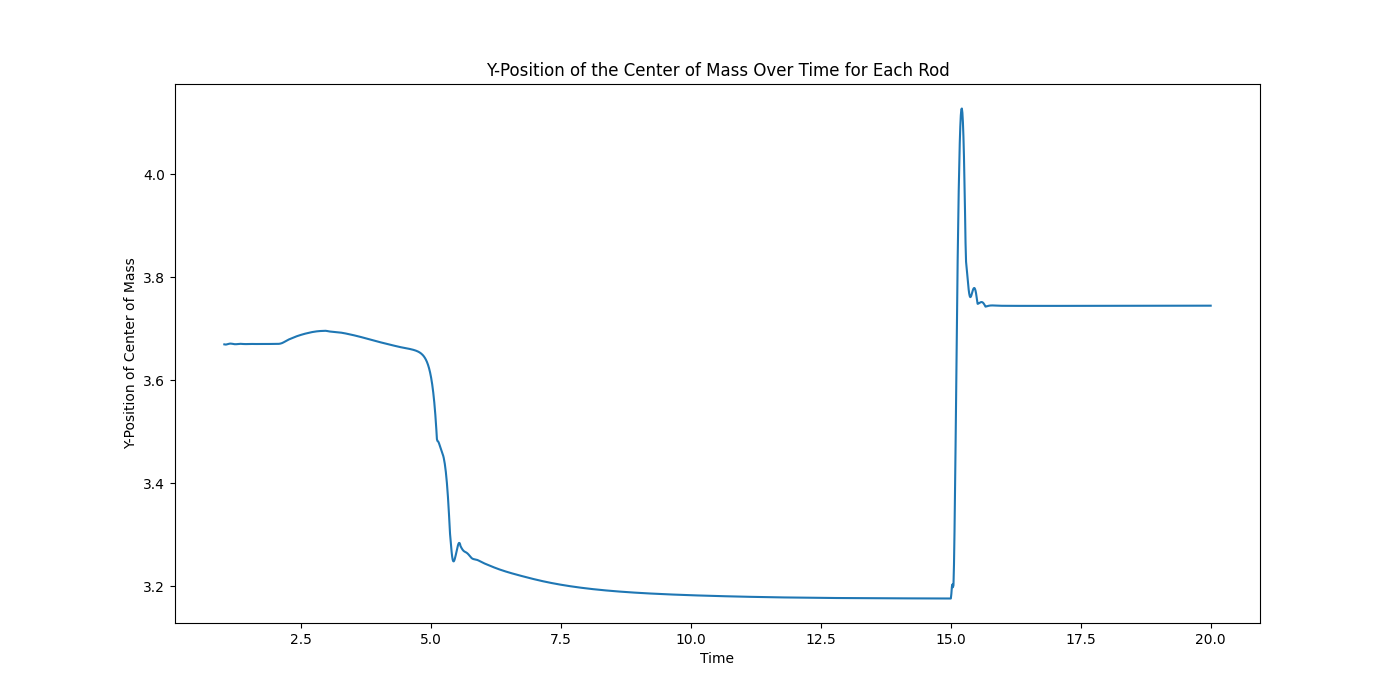 Y-Position of the Center of Mass Over Time for Each Rod
Y-Position of Center of Mass
4.0
3.8
3.6
3.4
3.2
2.5 5.0 7.5 10.0 12.5 15.0 17.5 20.0
Time